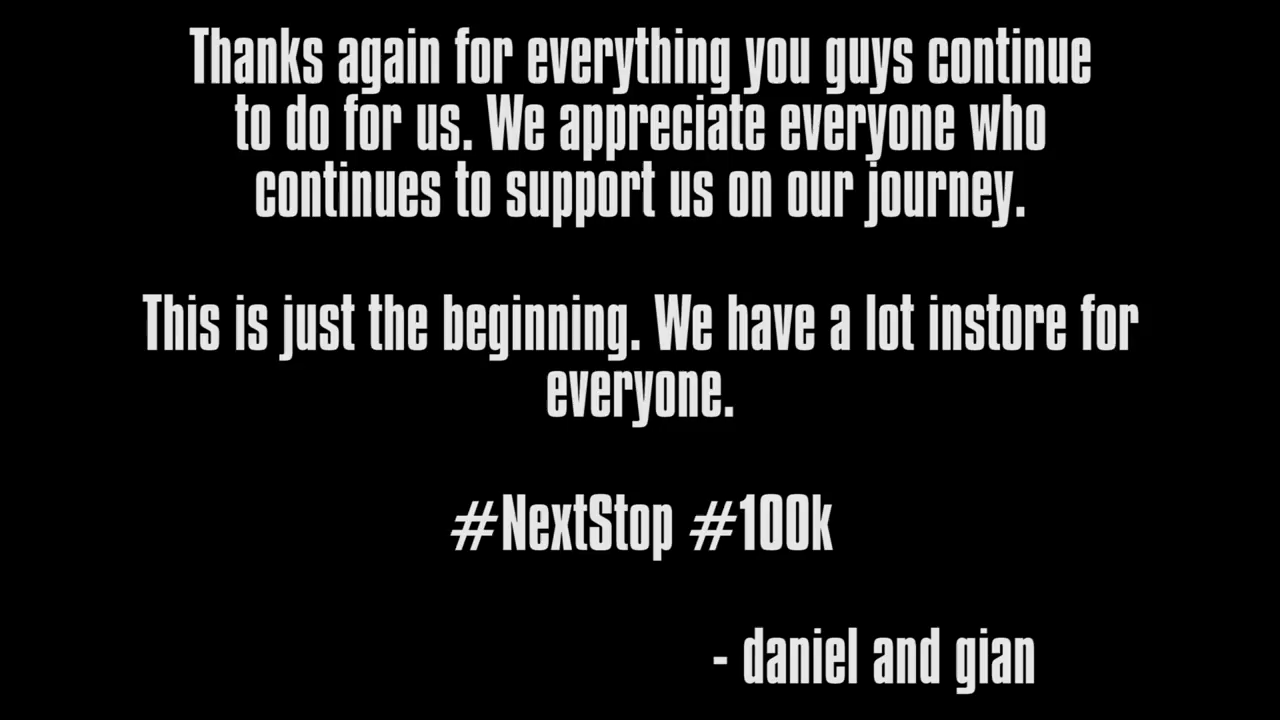 Thanks again for everything you guys continue
to do for us. We appreciate everyone who
continues to support us on our journey.
This is just the beginning. We have a lot instore for
everyone.
#NextStop #100k
- daniel and gian